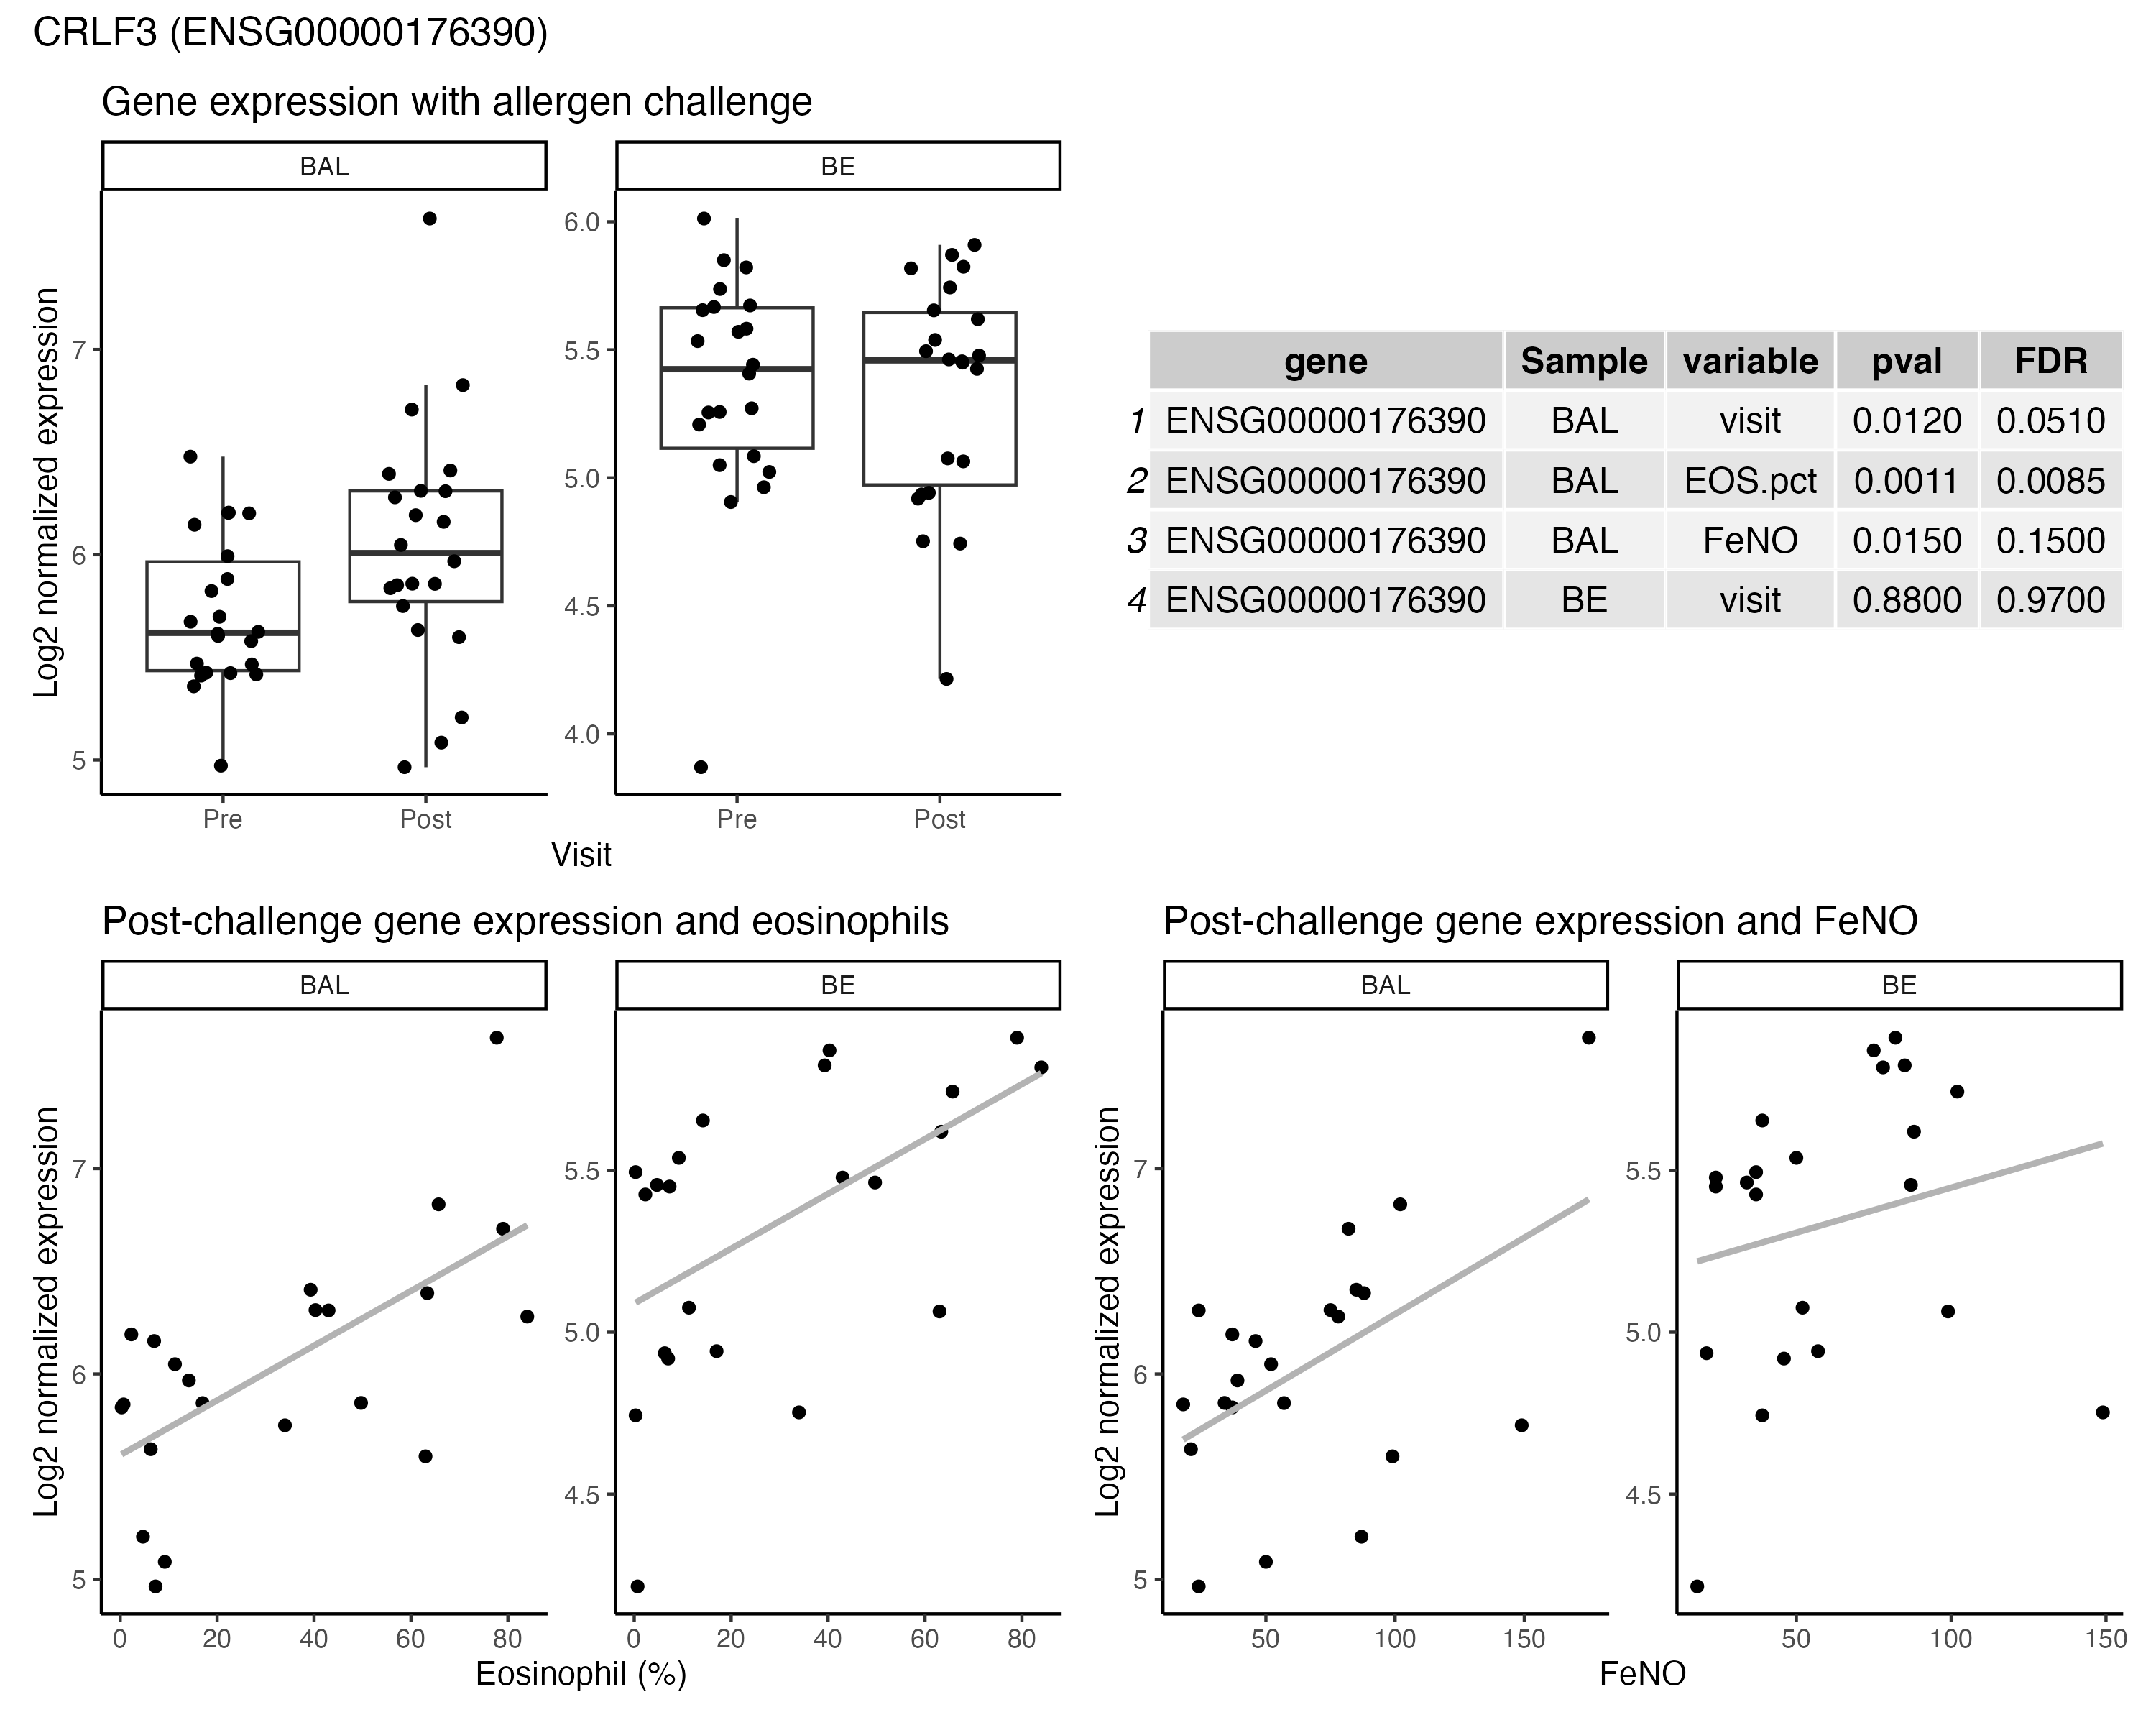 CRLF3 (ENSG00000176390)
Gene expression with allergen challenge
BAL
BE
Log2 normalized expression
7
6
5
6.0
5.5
5.0
4.5
4.0
Pre
Post
Pre
Post
Visit
gene Sample variable pval FDR
1 ENSG00000176390 BAL visit 0.0120 0.0510
2 ENSG00000176390 BAL EOS.pct 0.0011 0.0085
3 ENSG00000176390 BAL FeNO 0.0150 0.1500
4 ENSG00000176390 BE visit 0.8800 0.9700
Post-challenge gene expression and eosinophils
BAL
BE
Log2 normalized expression
7
6
5
5.5
5.0
4.5
0 20 40 60 80
0 20 40 60 80
Eosinophil (%)
Post-challenge gene expression and FeNO
BAL
BE
Log2 normalized expression
7
6
5
5.5
5.0
4.5
50 100 150
50 100 150
FeNO